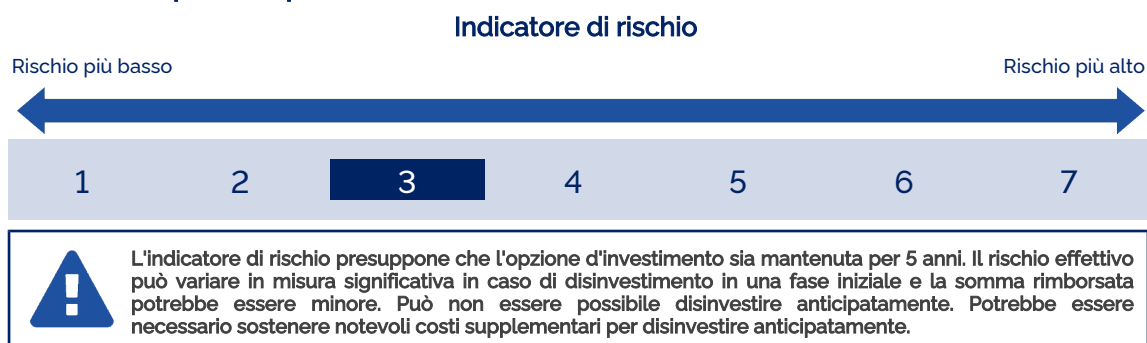 Indicatore di rischio
Rischio più basso
Rischio più alto
1 2 3 4 5 6 7
L'indicatore di rischio presuppone che l'opzione d'investimento sia mantenuta per 5 anni. Il rischio effettivo
può variare in misura significativa in caso di disinvestimento in una fase iniziale e la somma rimborsata
potrebbe essere minore. Può non essere possibile disinvestire anticipatamente. Potrebbe essere
necessario sostenere notevoli costi supplementari per disinvestire anticipatamente.